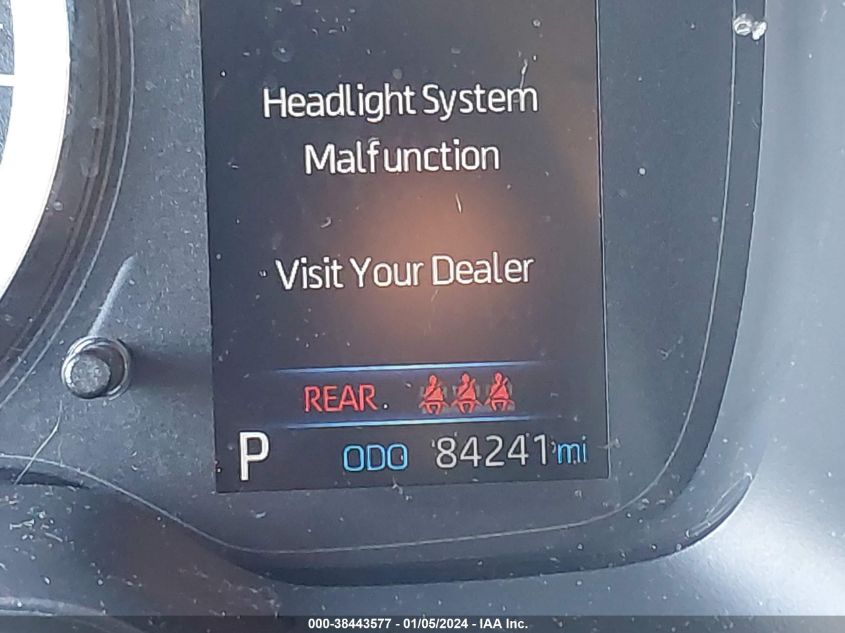 Headlight System
Malfunction
Visit Your Dealer
REAR
P ODO 84241 mi
000-38443577 - 01/05/2024 - IAA Inc.